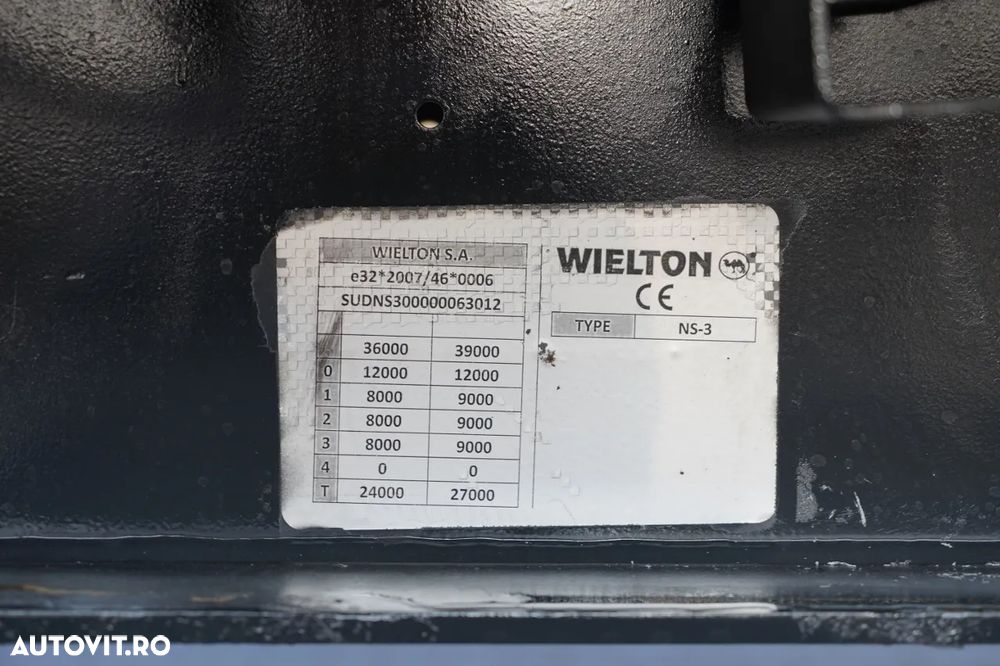 WIELTON S.A.
e32*2007/46*0006
SUDNS300000063012
36000 39000
0 12000 12000
1 8000 9000
2 8000 9000
3 8000 9000
4 0 0
T 24000 27000
WIELTON
CE
TYPE NS-3
AUTOVIT.RO